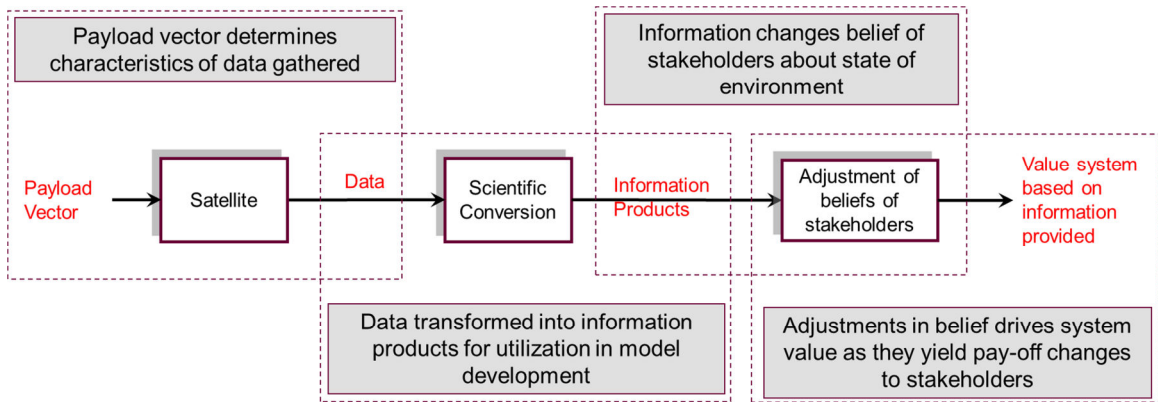 Payload vector determines
characteristics of data gathered
Information changes belief of
stakeholders about state of
environment
Payload
Vector
Satellite
Data
Scientific
Conversion
Information
Products
Adjustment of
beliefs of
stakeholders
Value system
based on
information
provided
Data transformed into information
products for utilization in model
development
Adjustments in belief drives system
value as they yield pay-off changes
to stakeholders